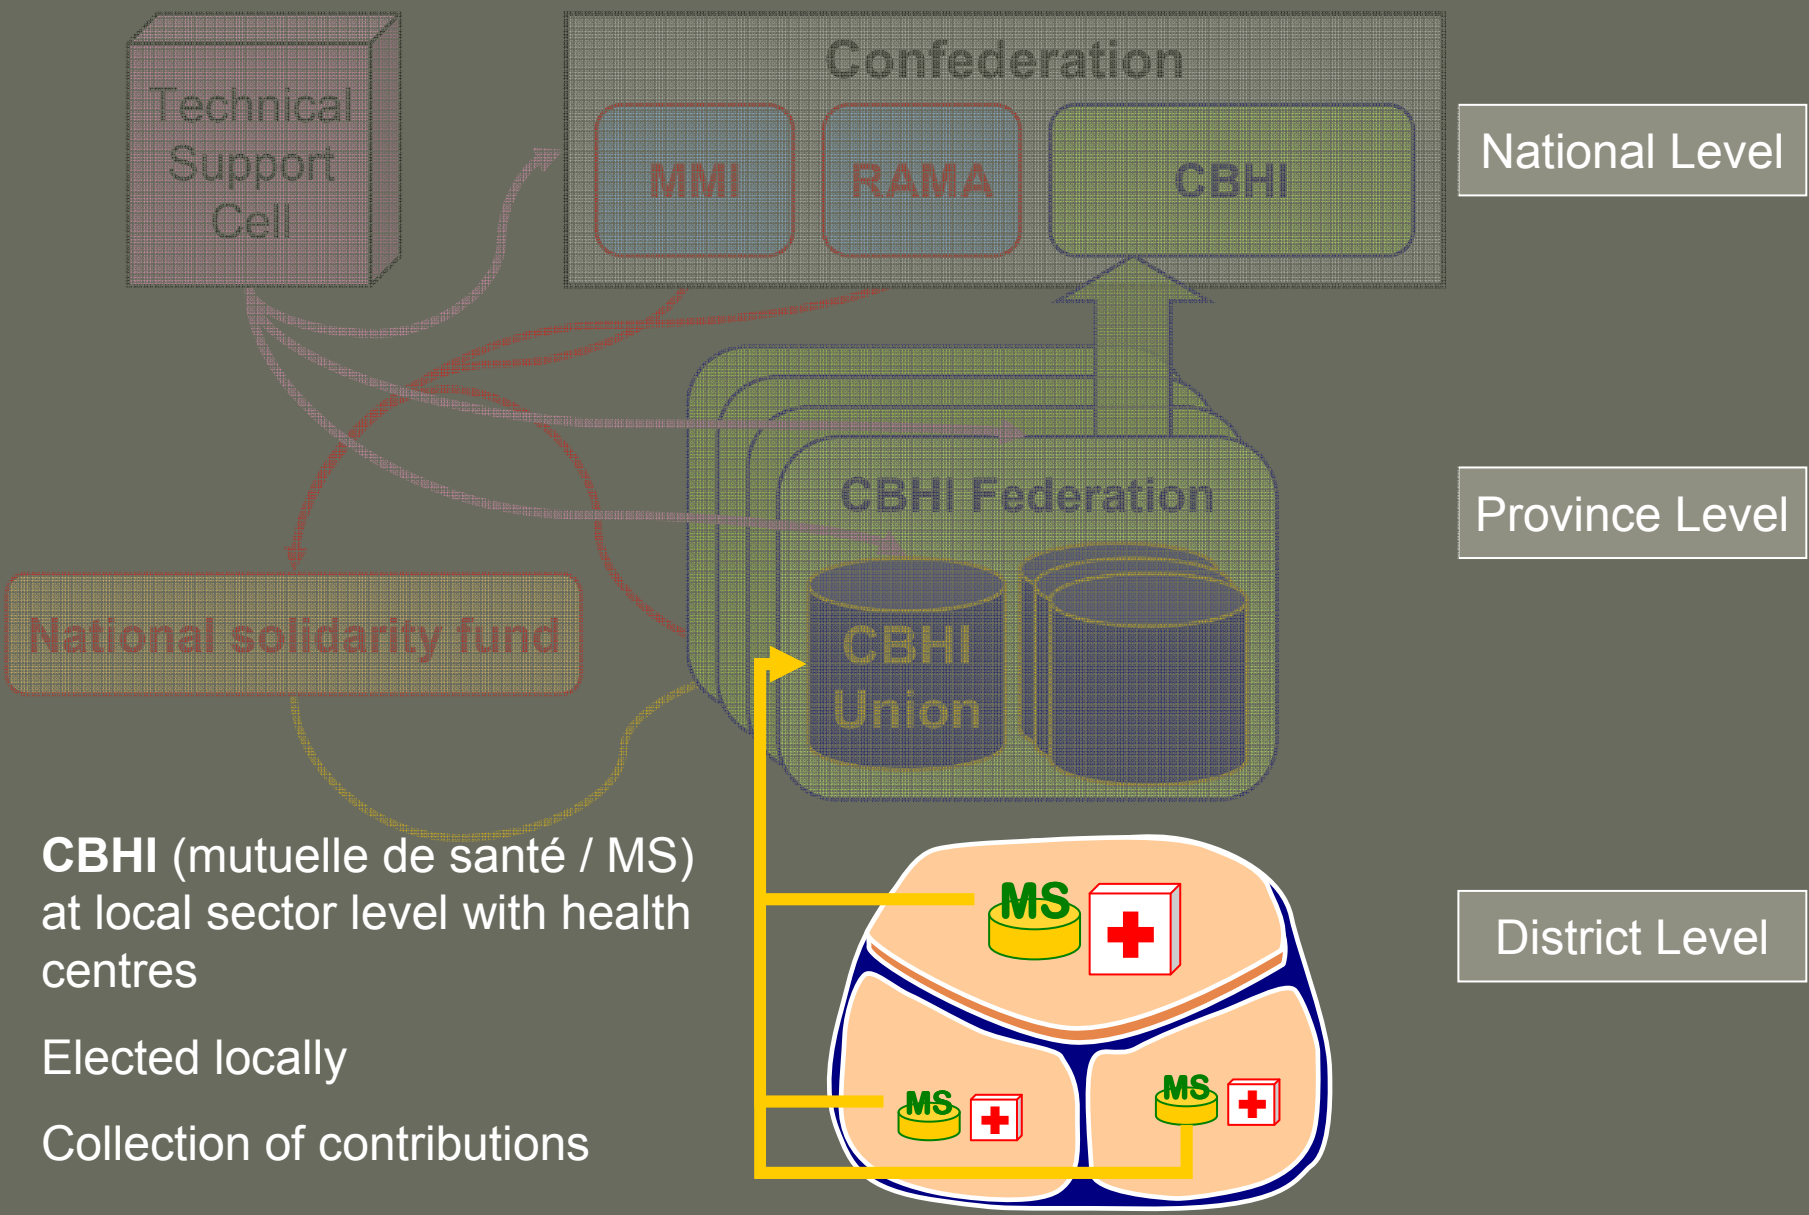 Technical
Support
Cell
Confederation
MMI
RAMA
CBHI
National Level
CBHI Federation
Province Level
National solidarity fund
CBHI
Union
CBHI (mutuelle de santé / MS)
at local sector level with health
centres
Elected locally
Collection of contributions
MS
MS
MS
District Level